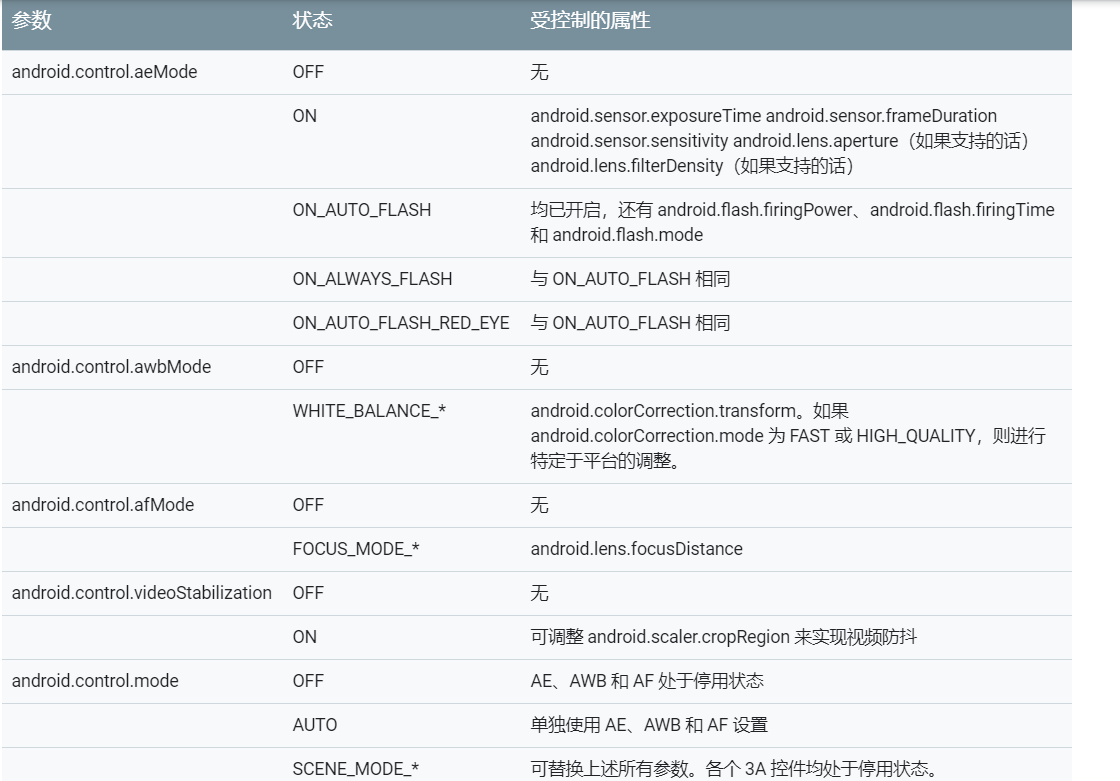 参数 状态 受控制的属性
android.control.aeMode OFF 无
ON android.sensor.exposureTime android.sensor.frameDuration
android.sensor.sensitivity android.lens.aperture（如果支持的话）
android.lens.filterDensity（如果支持的话）
ON_AUTO_FLASH 均已开启，还有 android.flash.firingPower、android.flash.firingTime
和 android.flash.mode
ON_ALWAYS_FLASH 与 ON_AUTO_FLASH 相同
ON_AUTO_FLASH_RED_EYE 与 ON_AUTO_FLASH 相同
android.control.awbMode OFF 无
WHITE_BALANCE_* android.colorCorrection.transform。如果
android.colorCorrection.mode 为 FAST 或 HIGH_QUALITY，则进行
特定于平台的调整。
android.control.afMode OFF 无
FOCUS_MODE_* android.lens.focusDistance
android.control.videoStabilization OFF 无
ON 可调整 android.scaler.cropRegion 来实现视频防抖
android.control.mode OFF AE、AWB 和 AF 处于停用状态
AUTO 单独使用 AE、AWB 和 AF 设置
SCENE_MODE_* 可替换上述所有参数。各个 3A 控件均处于停用状态。